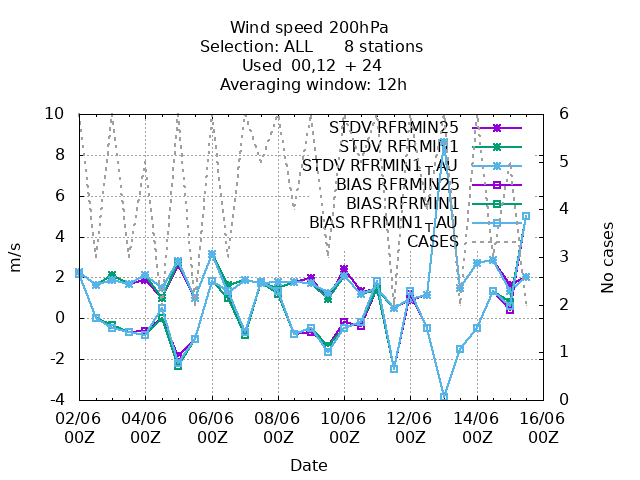 Wind speed 200hPa
Selection: ALL 8 stations
Used 00,12 + 24
Averaging window: 12h
10 6
STDV RFRMIN25
STDV RFRMIN1
8 5
STDV RFRMIN1TAU
BIAS RFRMIN25
6 4
BIAS RFRMIN1
BIAS RFRMIN1TAU
4 CASES 3
m/s No cases
2 2
0
-2 1
-4 0
02/06 04/06 06/06 08/06 10/06 12/06 14/06 16/06
00Z 00Z 00Z 00Z 00Z 00Z 00Z 00Z
Date